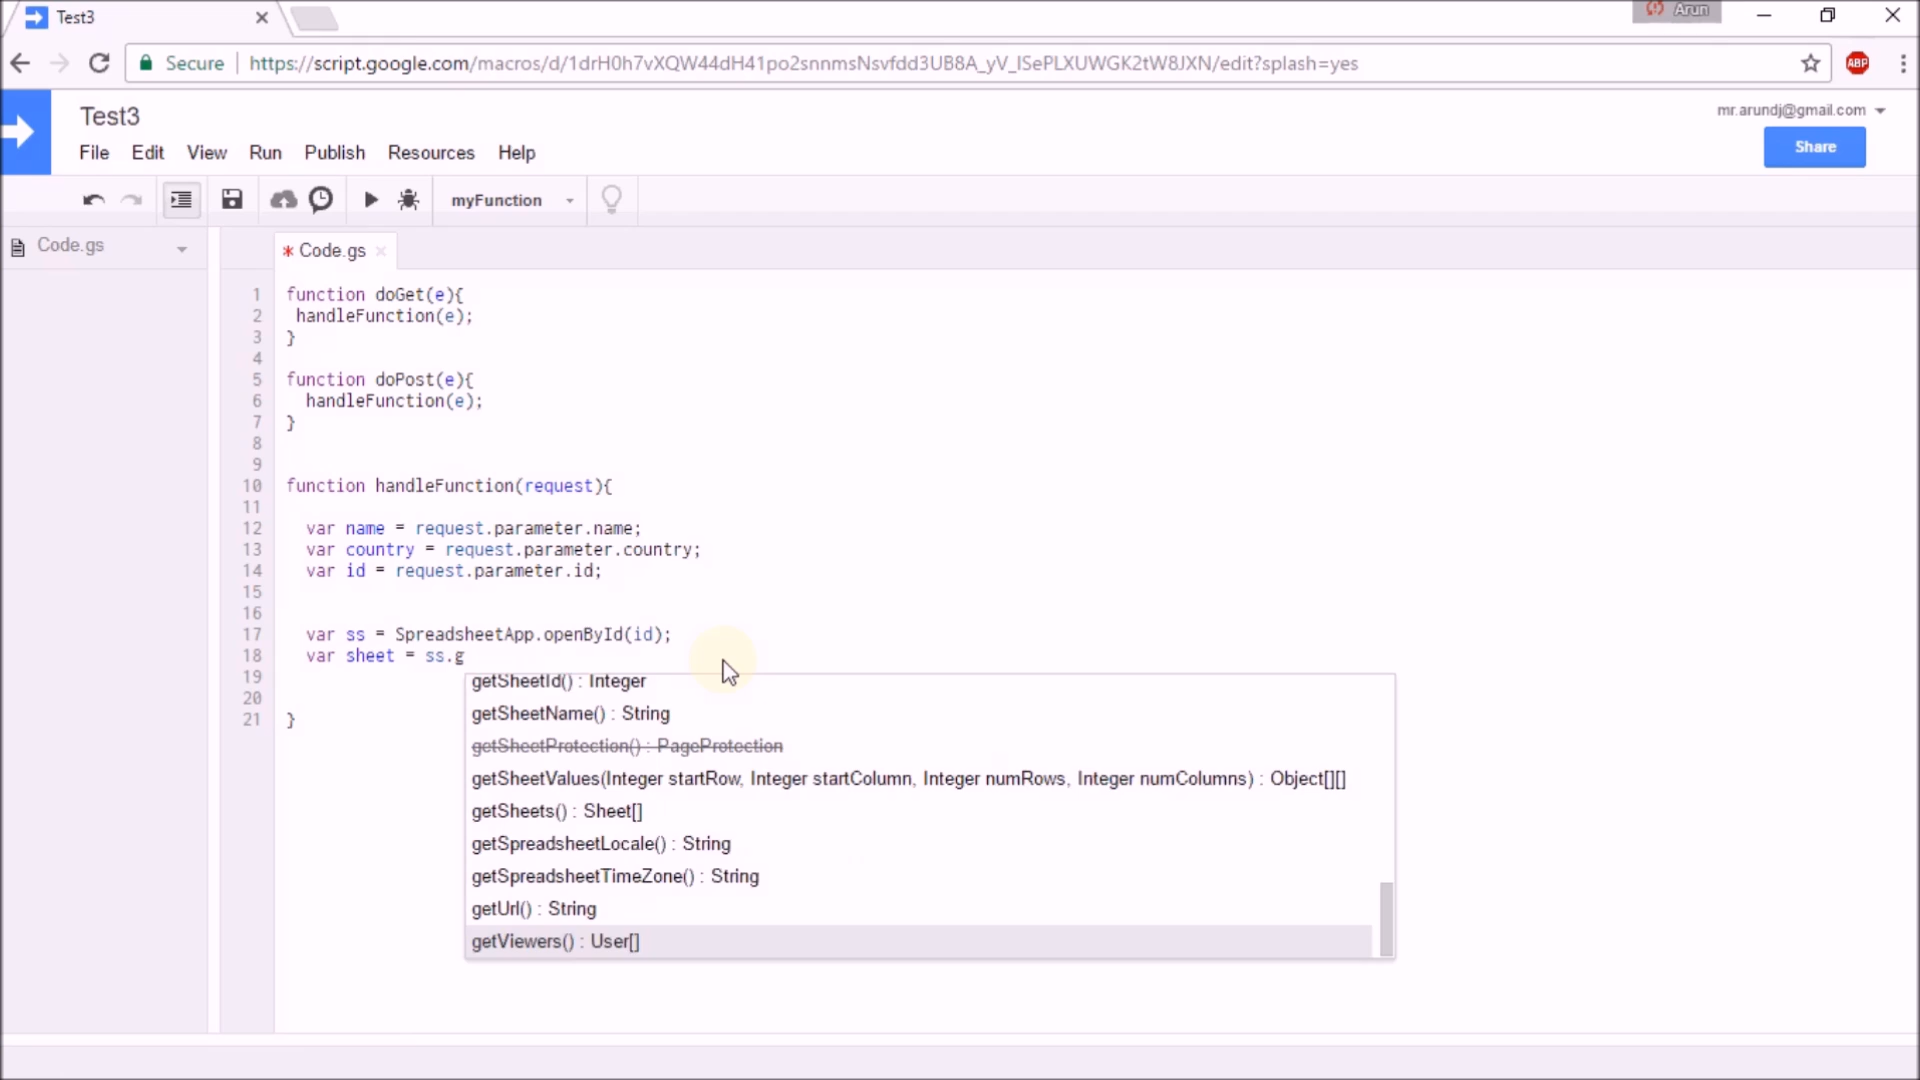 Test3
Arun
Secure
https://script.google.com/macros/d/1drH0h7vXQW44dH41po2snnmsNsvfdd3UB8A_yV_ISePLXUWGK2tW8JXN/edit?splash=yes
ABP
Test3
mr.arundj@gmail.com
File Edit View Run Publish Resources Help
Share
myFunction
Code.gs
* Code.gs
1 function doGet(e){
2 handleFunction(e);
3 }
4
5 function doPost(e){
6 handleFunction(e);
7 }
8
9
10 function handleFunction(request){
11
12 var name = request.parameter.name;
13 var country = request.parameter.country;
14 var id = request.parameter.id;
15
16
17 var ss = SpreadsheetApp.openById(id);
18 var sheet = ss.g
19
20
21 }
getSheetId() : Integer
getSheetName() : String
getSheetProtection() : PageProtection
getSheetValues(Integer startRow, Integer startColumn, Integer numRows, Integer numColumns) : Object[][]
getSheets() : Sheet[]
getSpreadsheetLocale() : String
getSpreadsheetTimeZone() : String
getUrl() : String
getViewers() : User[]